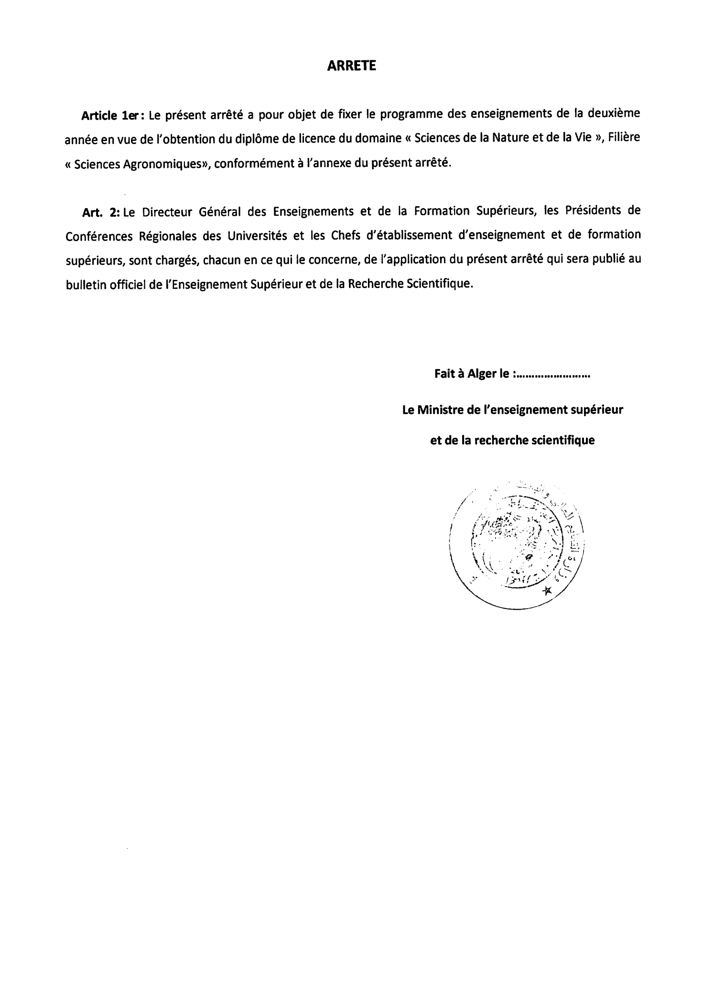 ARRETE
Article 1er : Le présent arrêté a pour objet de fixer le programme des enseignements de la deuxième
année en vue de l'obtention du diplôme de licence du domaine « Sciences de la Nature et de la Vie », Filière
« Sciences Agronomiques», conformément à l'annexe du présent arrêté.
Art. 2: Le Directeur Général des Enseignements et de la Formation Supérieurs, les Présidents de
Conférences Régionales des Universités et les Chefs d'établissement d'enseignement et de formation
supérieurs, sont chargés, chacun en ce qui le concerne, de l'application du présent arrêté qui sera publié au
bulletin officiel de l'Enseignement Supérieur et de la Recherche Scientifique.
Fait à Alger le :........................
Le Ministre de l'enseignement supérieur
et de la recherche scientifique
وزارة التعليم العالي و البحث